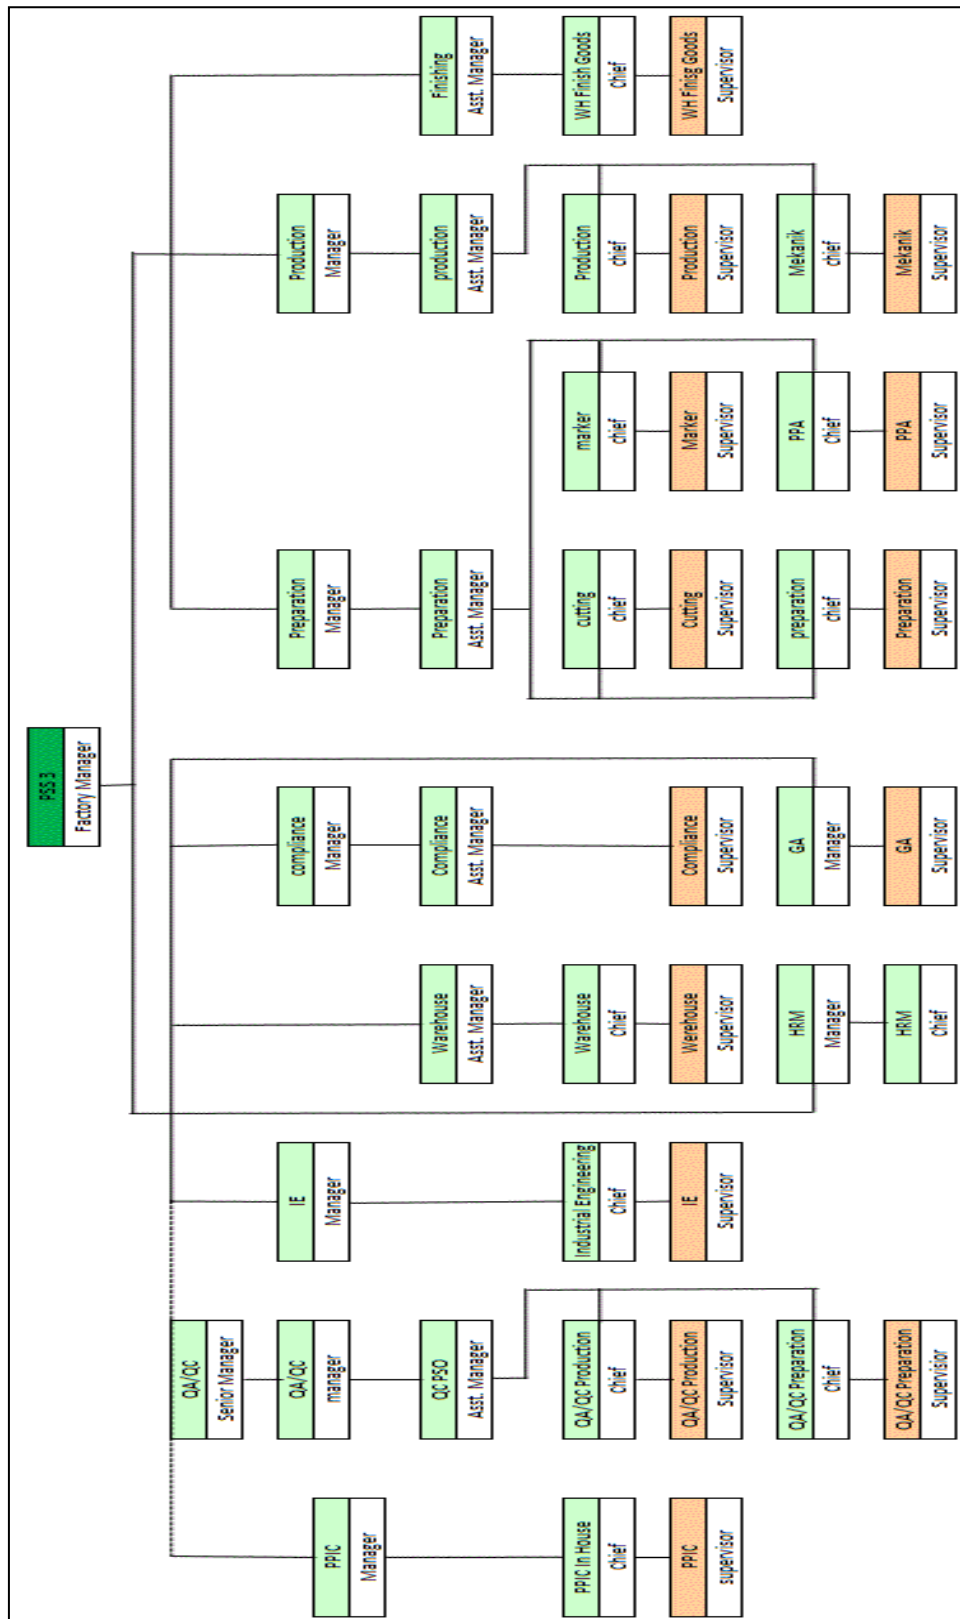 PSS 3
Factory Manager
QA/QC
Senior Manager
PPIC
Manager
QA/QC
manager
IE
Manager
compliance
Manager
Preparation
Manager
Production
Manager
QC PSO
Asst. Manager
Warehouse
Asst. Manager
Compliance
Asst. Manager
Preparation
Asst. Manager
production
Asst. Manager
Finishing
Asst. Manager
PPIC In House
Chief
QA/QC Production
Chief
Industrial Engineering
Chief
Warehouse
Chief
cutting
chief
marker
chief
Production
chief
WH Finish Goods
Chief
PPIC
supervisor
QA/QC Production
Supervisor
IE
Supervisor
Werehouse
Supervisor
Compliance
Supervisor
Cutting
Supervisor
Marker
Supervisor
Production
Supervisor
WH Finisg Goods
Supervisor
QA/QC Preparation
Chief
HRM
Manager
GA
Manager
preparation
chief
PPA
Chief
Mekanik
chief
QA/QC Preparation
Supervisior
HRM
Chief
GA
Supervisor
Preparation
Supervisor
PPA
Supervisor
Mekanik
Supervisor